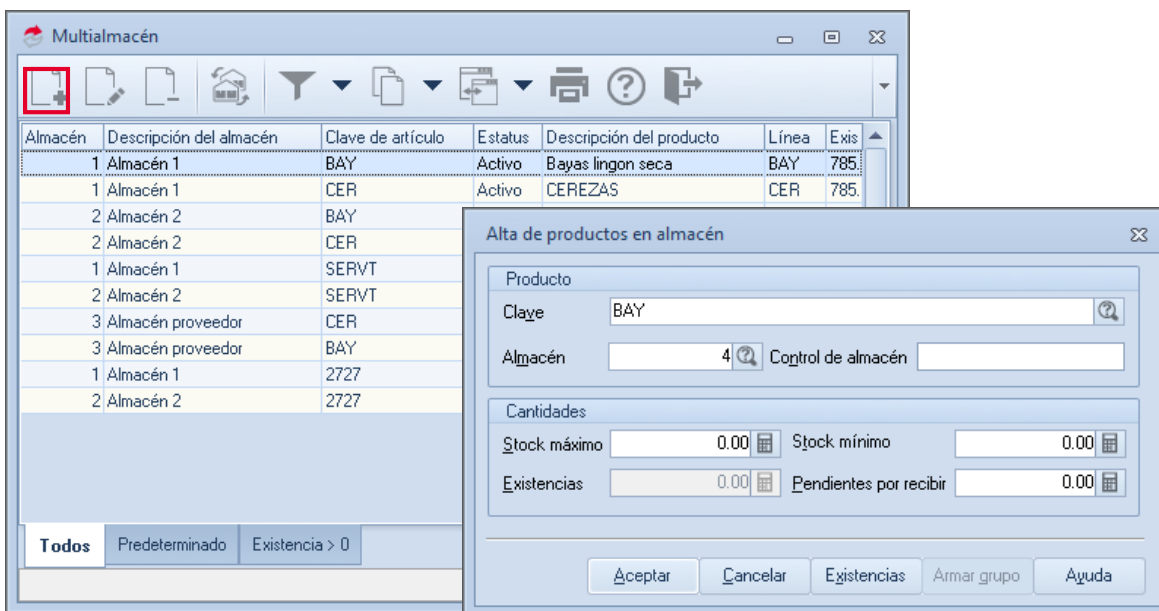 Multialmacén
Almacén Descripción del almacén Clave de artículo Estatus Descripción del producto Línea Exis
1 Almacén 1 BAY Activo Bayas lingon seca BAY 785.
1 Almacén 1 CER Activo CEREZAS CER 785.
2 Almacén 2 BAY
2 Almacén 2 CER
1 Almacén 1 SERVT
2 Almacén 2 SERVT
3 Almacén proveedor CER
3 Almacén proveedor BAY
1 Almacén 1 2727
2 Almacén 2 2727
Todos Predeterminado Existencia > 0
Alta de productos en almacén
Producto
Clave BAY
Almacén 4 Control de almacén
Cantidades
Stock máximo 0.00 Stock mínimo 0.00
Existencias 0.00 Pendientes por recibir 0.00
Aceptar Cancelar Existencias Armar grupo Ayuda